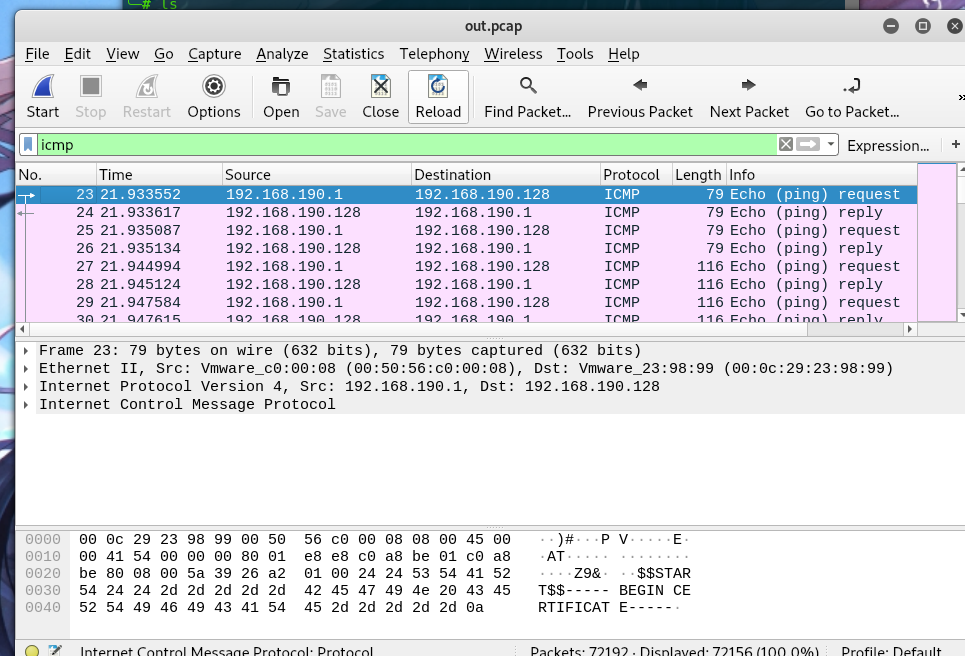 ls
out.pcap
File Edit View Go Capture Analyze Statistics Telephony Wireless Tools Help
Start Stop Restart Options Open Save Close Reload Find Packet... Previous Packet Next Packet Go to Packet... »
icmp Expression... +
No. Time Source Destination Protocol Length Info
23 21.933552 192.168.190.1 192.168.190.128 ICMP 79 Echo (ping) request
24 21.933617 192.168.190.128 192.168.190.1 ICMP 79 Echo (ping) reply
25 21.935087 192.168.190.1 192.168.190.128 ICMP 79 Echo (ping) request
26 21.935134 192.168.190.128 192.168.190.1 ICMP 79 Echo (ping) reply
27 21.944994 192.168.190.1 192.168.190.128 ICMP 116 Echo (ping) request
28 21.945124 192.168.190.128 192.168.190.1 ICMP 116 Echo (ping) reply
29 21.947584 192.168.190.1 192.168.190.128 ICMP 116 Echo (ping) request
30 21.947615 192.168.190.128 192.168.190.1 ICMP 116 Echo (ping) reply
Frame 23: 79 bytes on wire (632 bits), 79 bytes captured (632 bits)
Ethernet II, Src: Vmware_c0:00:08 (00:50:56:c0:00:08), Dst: Vmware_23:98:99 (00:0c:29:23:98:99)
Internet Protocol Version 4, Src: 192.168.190.1, Dst: 192.168.190.128
Internet Control Message Protocol
0000 00 0c 29 23 98 99 00 50 56 c0 00 08 08 00 45 00 ··)#···P V·····E·
0010 00 41 54 00 00 00 80 01 e8 e8 c0 a8 be 01 c0 a8 ·AT····· ········
0020 be 80 08 00 5a 39 26 a2 01 00 24 24 53 54 41 52 ····Z9&· ··$$STAR
0030 54 24 24 2d 2d 2d 2d 2d 42 45 47 49 4e 20 43 45 T$$----- BEGIN CE
0040 52 54 49 46 49 43 41 54 45 2d 2d 2d 2d 2d 0a RTIFICAT E-----·
Internet Control Message Protocol: Protocol Packets: 72192 · Displayed: 72156 (100.0%) Profile: Default